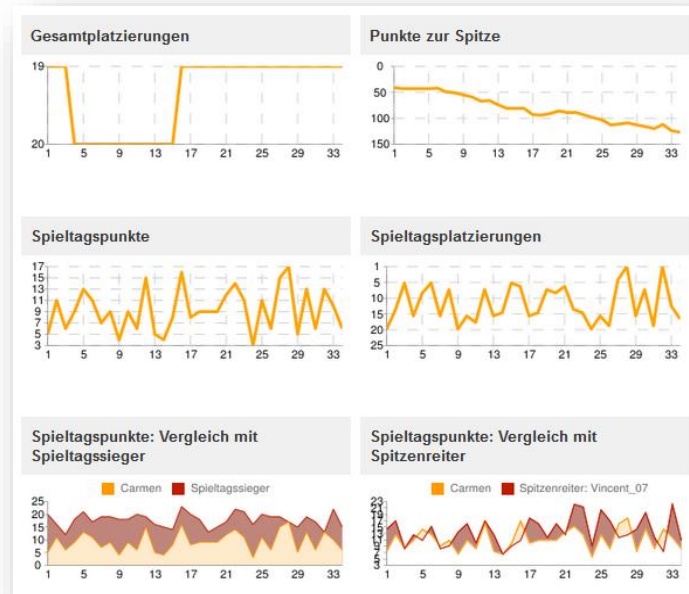 Gesamtplatzierungen
Punkte zur Spitze
19
20
1 5 9 13 17 21 25 29 33
0
50
100
150
1 5 9 13 17 21 25 29 33
Spieltagspunkte
Spieltagsplatzierungen
17
15
13
11
9
7
5
3
1 5 9 13 17 21 25 29 33
1
5
10
15
20
25
1 5 9 13 17 21 25 29 33
Spieltagspunkte: Vergleich mit
Spieltagssieger
Spieltagspunkte: Vergleich mit
Spitzenreiter
Carmen Spieltagssieger
25
20
15
10
5
0
1 5 9 13 17 21 25 29 33
Carmen Spitzenreiter: Vincent_07
23
3
1 5 9 13 17 21 25 29 33